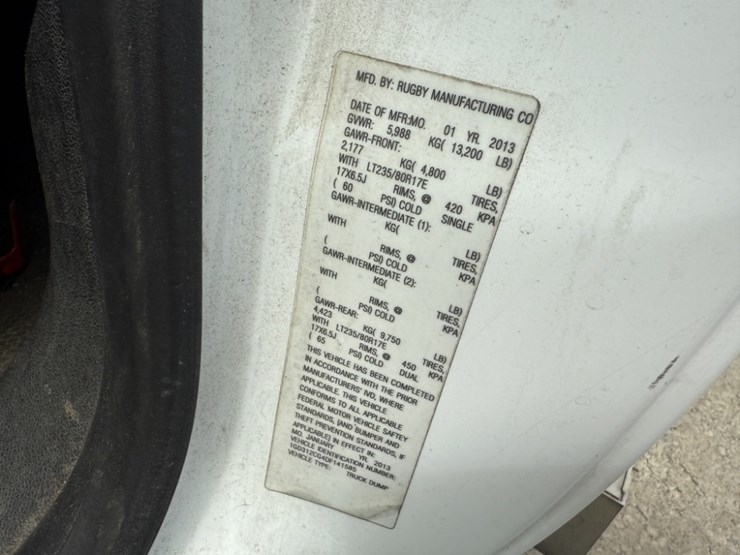 MFD. BY: RUGBY MANUFACTURING CO
DATE OF MFR:MO. 01 YR. 2013
GVWR: 5,988 KG( 13,200 LB)
GAWR-FRONT:
2,177 KG( 4,800 LB)
WITH LT235/80R17E TIRES,
17X6.5J RIMS, @ 420 KPA
( 60 PSI) COLD SINGLE
GAWR-INTERMEDIATE (1):
KG( LB)
WITH TIRES,
RIMS, @ KPA
( PSI) COLD
GAWR-INTERMEDIATE (2):
KG( LB)
WITH TIRES,
RIMS, @ KPA
( PSI) COLD
GAWR-REAR:
4,423 KG( 9,750 LB)
WITH LT235/80R17E TIRES,
17X6.5J RIMS, @ 450 KPA
( 65 PSI) COLD DUAL
THIS VEHICLE HAS BEEN COMPLETED
IN ACCORDANCE WITH THE PRIOR
MANUFACTURERS' IVD, WHERE
APPLICABLE. THIS VEHICLE
CONFORMS TO ALL APPLICABLE
FEDERAL MOTOR VEHICLE SAFTEY
STANDARDS, (AND BUMPER AND
THEFT PREVENTION STANDARDS, IF
APPLICABLE) IN EFFECT IN:
MO. JANUARY YR. 2013
VEHICLE IDENTIFICATION NUMBER:
1GD312CG4DF141585
VEHICLE TYPE: TRUCK DUMP